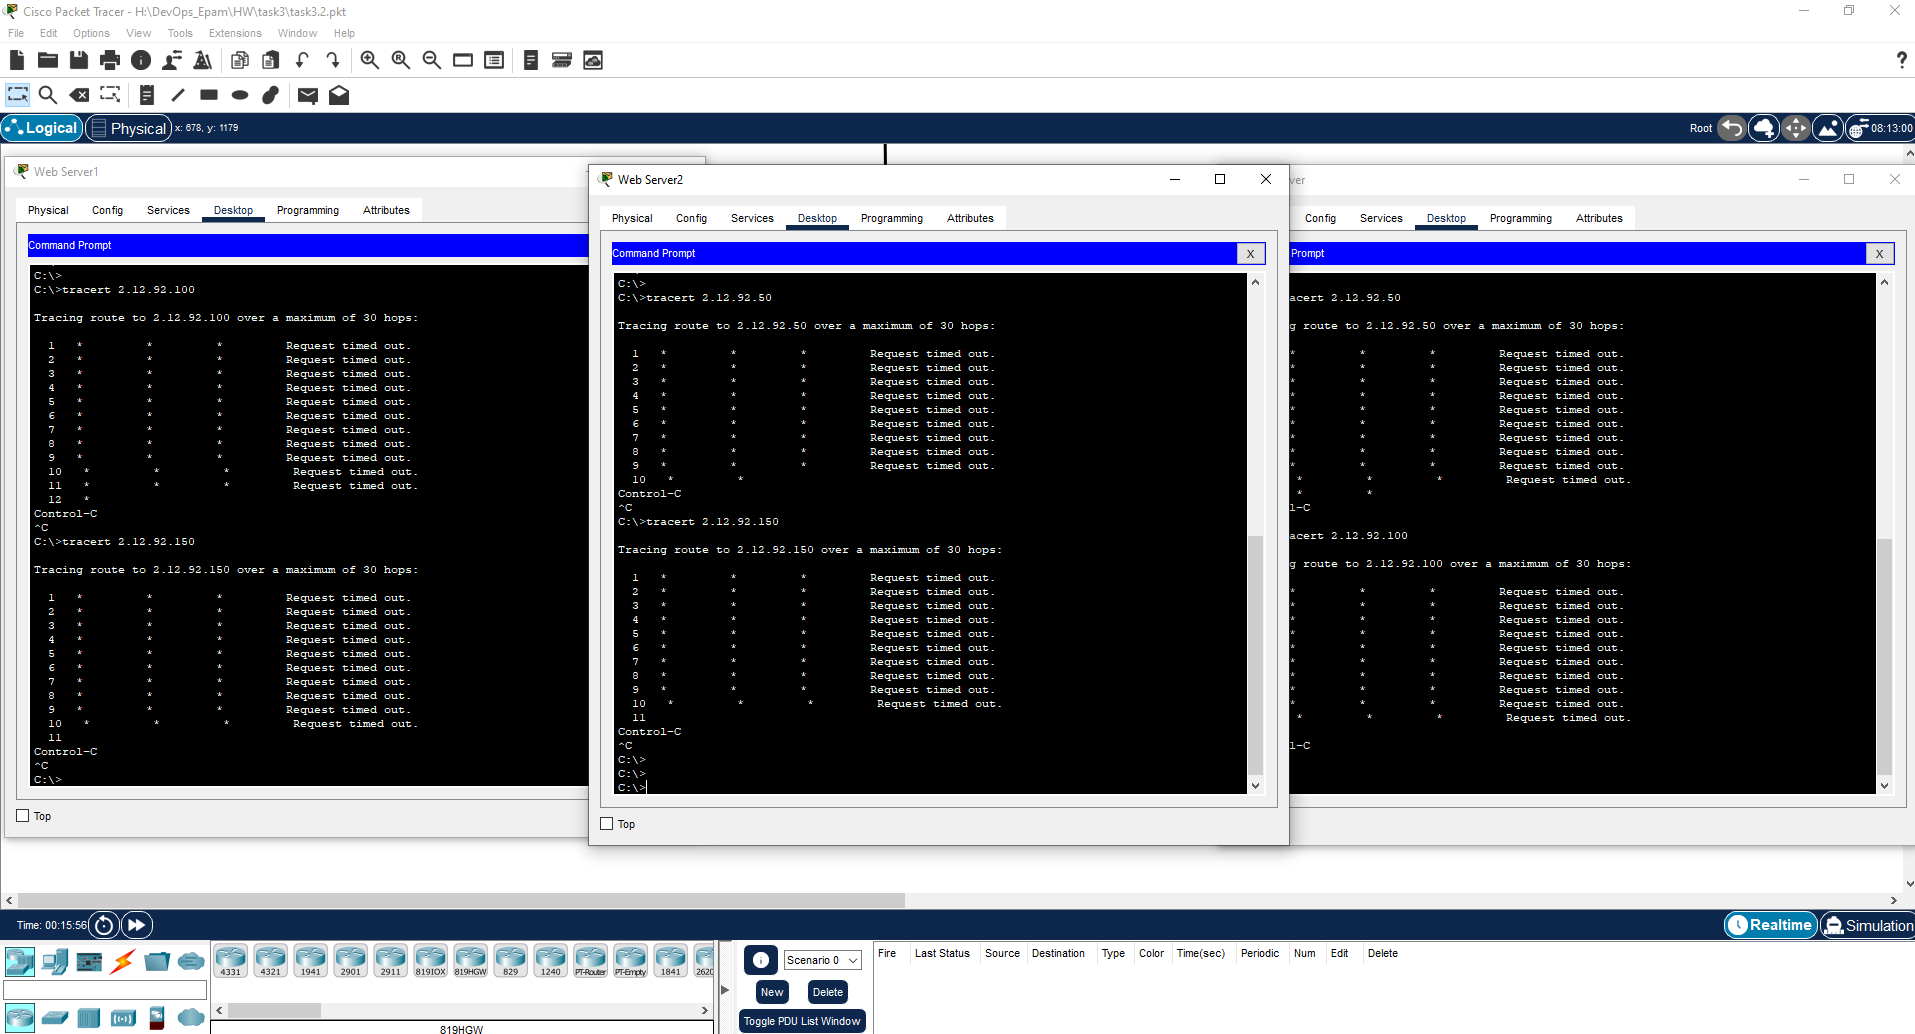 Cisco Packet Tracer - H:\DevOps_Epam\HW\task3\task3.2.pkt
File Edit Options View Tools Extensions Window Help
?
Logical Physical x: 678, y: 1179 Root 08:13:00
Web Server1
Physical Config Services Desktop Programming Attributes
Command Prompt
C:\>
C:\>tracert 2.12.92.100
Tracing route to 2.12.92.100 over a maximum of 30 hops:
1 * * * Request timed out.
2 * * * Request timed out.
3 * * * Request timed out.
4 * * * Request timed out.
5 * * * Request timed out.
6 * * * Request timed out.
7 * * * Request timed out.
8 * * * Request timed out.
9 * * * Request timed out.
10 * * * Request timed out.
11 * * * Request timed out.
12 *
Control-C
^C
C:\>tracert 2.12.92.150
Tracing route to 2.12.92.150 over a maximum of 30 hops:
1 * * * Request timed out.
2 * * * Request timed out.
3 * * * Request timed out.
4 * * * Request timed out.
5 * * * Request timed out.
6 * * * Request timed out.
7 * * * Request timed out.
8 * * * Request timed out.
9 * * * Request timed out.
10 * * * Request timed out.
11
Control-C
^C
C:\>
Top
Web Server2
Physical Config Services Desktop Programming Attributes
Command Prompt X
C:\>
C:\>tracert 2.12.92.50
Tracing route to 2.12.92.50 over a maximum of 30 hops:
1 * * * Request timed out.
2 * * * Request timed out.
3 * * * Request timed out.
4 * * * Request timed out.
5 * * * Request timed out.
6 * * * Request timed out.
7 * * * Request timed out.
8 * * * Request timed out.
9 * * * Request timed out.
10 * *
Control-C
^C
C:\>tracert 2.12.92.150
Tracing route to 2.12.92.150 over a maximum of 30 hops:
1 * * * Request timed out.
2 * * * Request timed out.
3 * * * Request timed out.
4 * * * Request timed out.
5 * * * Request timed out.
6 * * * Request timed out.
7 * * * Request timed out.
8 * * * Request timed out.
9 * * * Request timed out.
10 * * * Request timed out.
11
Control-C
^C
C:\>
C:\>
C:\>
Top
ver
Config Services Desktop Programming Attributes
Prompt X
acert 2.12.92.50
g route to 2.12.92.50 over a maximum of 30 hops:
* * * Request timed out.
* * * Request timed out.
* * * Request timed out.
* * * Request timed out.
* * * Request timed out.
* * * Request timed out.
* * * Request timed out.
* * * Request timed out.
* * * Request timed out.
* * * Request timed out.
* *
l-C
acert 2.12.92.100
g route to 2.12.92.100 over a maximum of 30 hops:
* * * Request timed out.
* * * Request timed out.
* * * Request timed out.
* * * Request timed out.
* * * Request timed out.
* * * Request timed out.
* * * Request timed out.
* * * Request timed out.
* * * Request timed out.
* * * Request timed out.
l-C
Time: 00:15:56 Realtime Simulation
4331 4321 1941 2901 2911 819IOX 819HGW 829 1240 PT-Router PT-Empty 1841 2620
819HGW
Scenario 0
New Delete
Toggle PDU List Window
Fire Last Status Source Destination Type Color Time(sec) Periodic Num Edit Delete